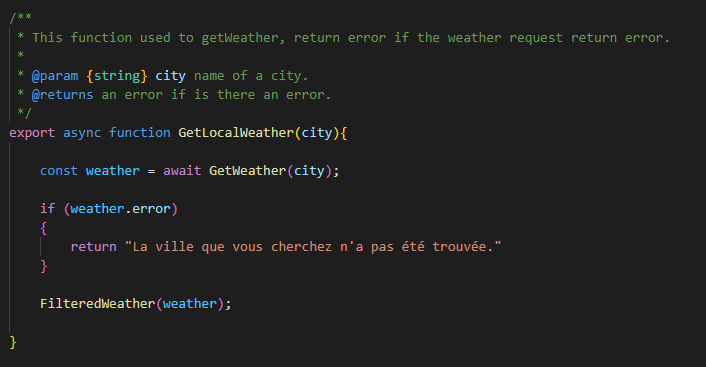 /**
* This function used to getWeather, return error if the weather request return error.
*
* @param {string} city name of a city.
* @returns an error if is there an error.
*/
export async function GetLocalWeather(city){
const weather = await GetWeather(city);
if (weather.error)
{
return "La ville que vous cherchez n'a pas été trouvée."
}
FilteredWeather(weather);
}